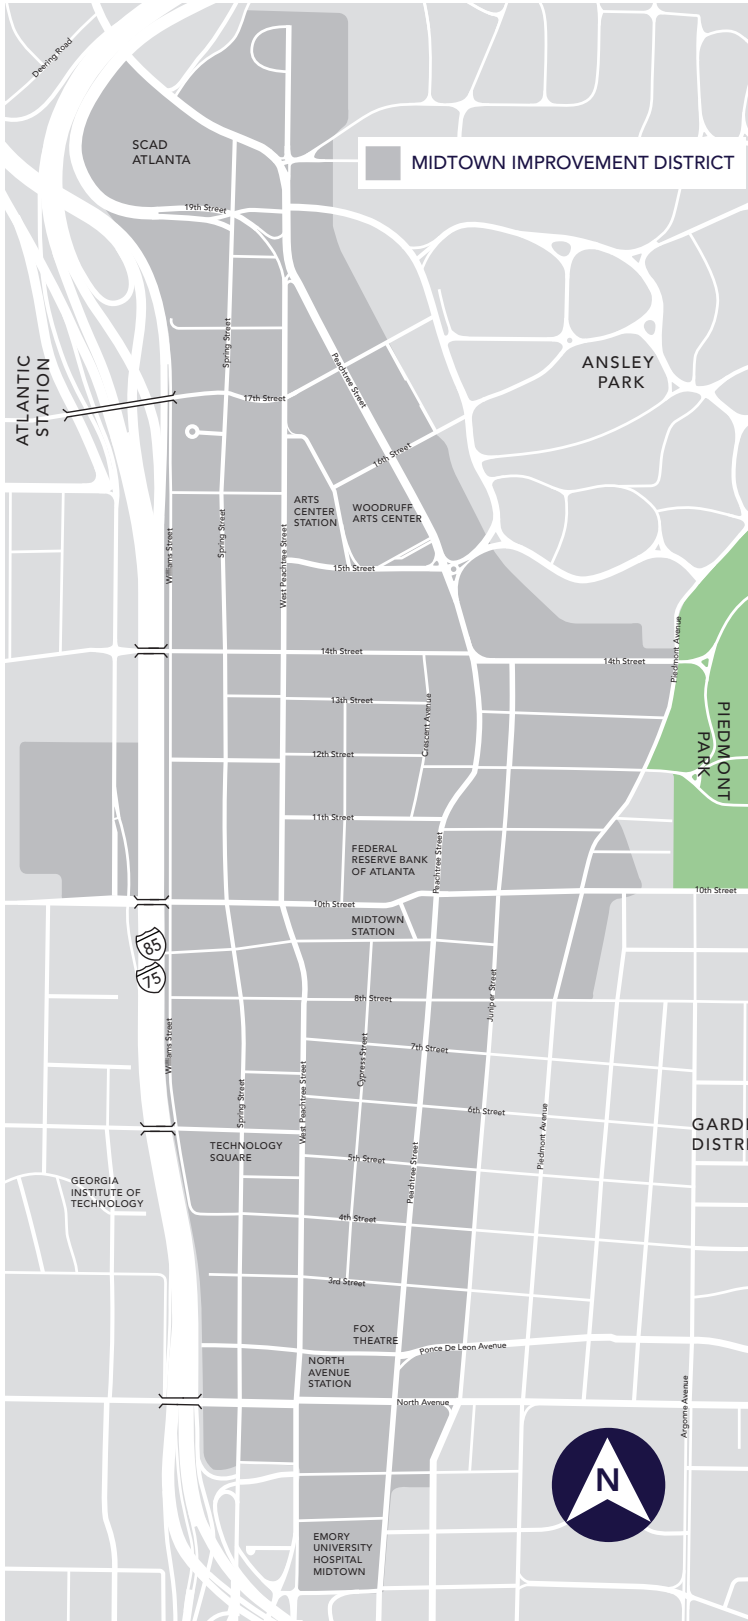 Deering Road
SCAD
ATLANTA
MIDTOWN IMPROVEMENT DISTRICT
19th Street
Spring Street
Peachtree Street
ATLANTIC
STATION
ANSLEY
PARK
17th Street
16th Street
ARTS
CENTER
STATION
WOODRUFF
ARTS CENTER
Williams Street
Spring Street
West Peachtree Street
15th Street
14th Street
14th Street
Piedmont Avenue
13th Street
Crescent Avenue
PIEDMONT
PARK
12th Street
11th Street
FEDERAL
RESERVE BANK
OF ATLANTA
Peachtree Street
10th Street
10th Street
MIDTOWN
STATION
85
75
8th Street
Juniper Street
Williams Street
7th Street
Cypress Street
Spring Street
West Peachtree Street
6th Street
Piedmont Avenue
GARDE
DISTRI
TECHNOLOGY
SQUARE
5th Street
Peachtree Street
GEORGIA
INSTITUTE OF
TECHNOLOGY
4th Street
3rd Street
FOX
THEATRE
Ponce De Leon Avenue
NORTH
AVENUE
STATION
North Avenue
Argonne Avenue
N
EMORY
UNIVERSITY
HOSPITAL
MIDTOWN